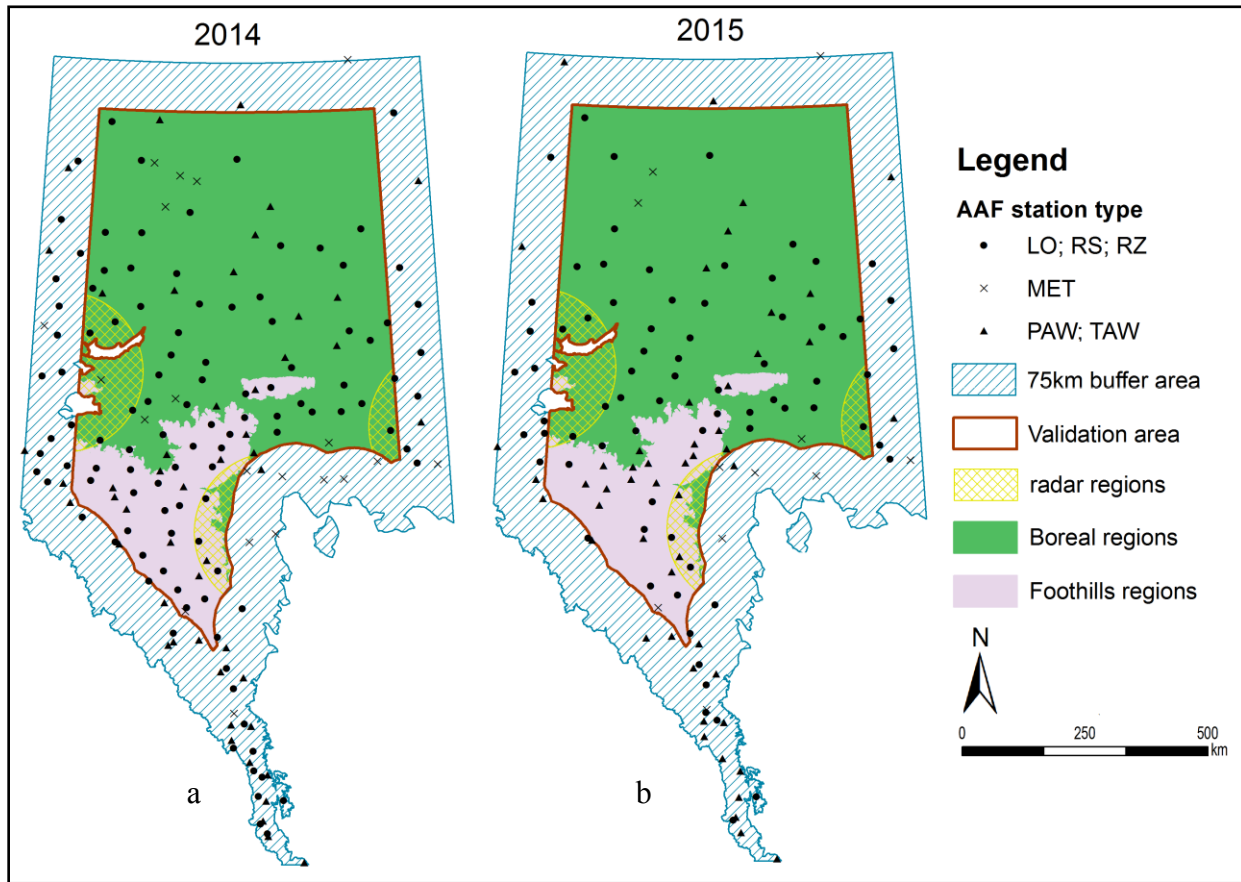 2014
2015
Legend
AAF station type
LO; RS; RZ
MET
PAW; TAW
75km buffer area
Validation area
radar regions
Boreal regions
Foothills regions
N
0 250 500
km
a
b